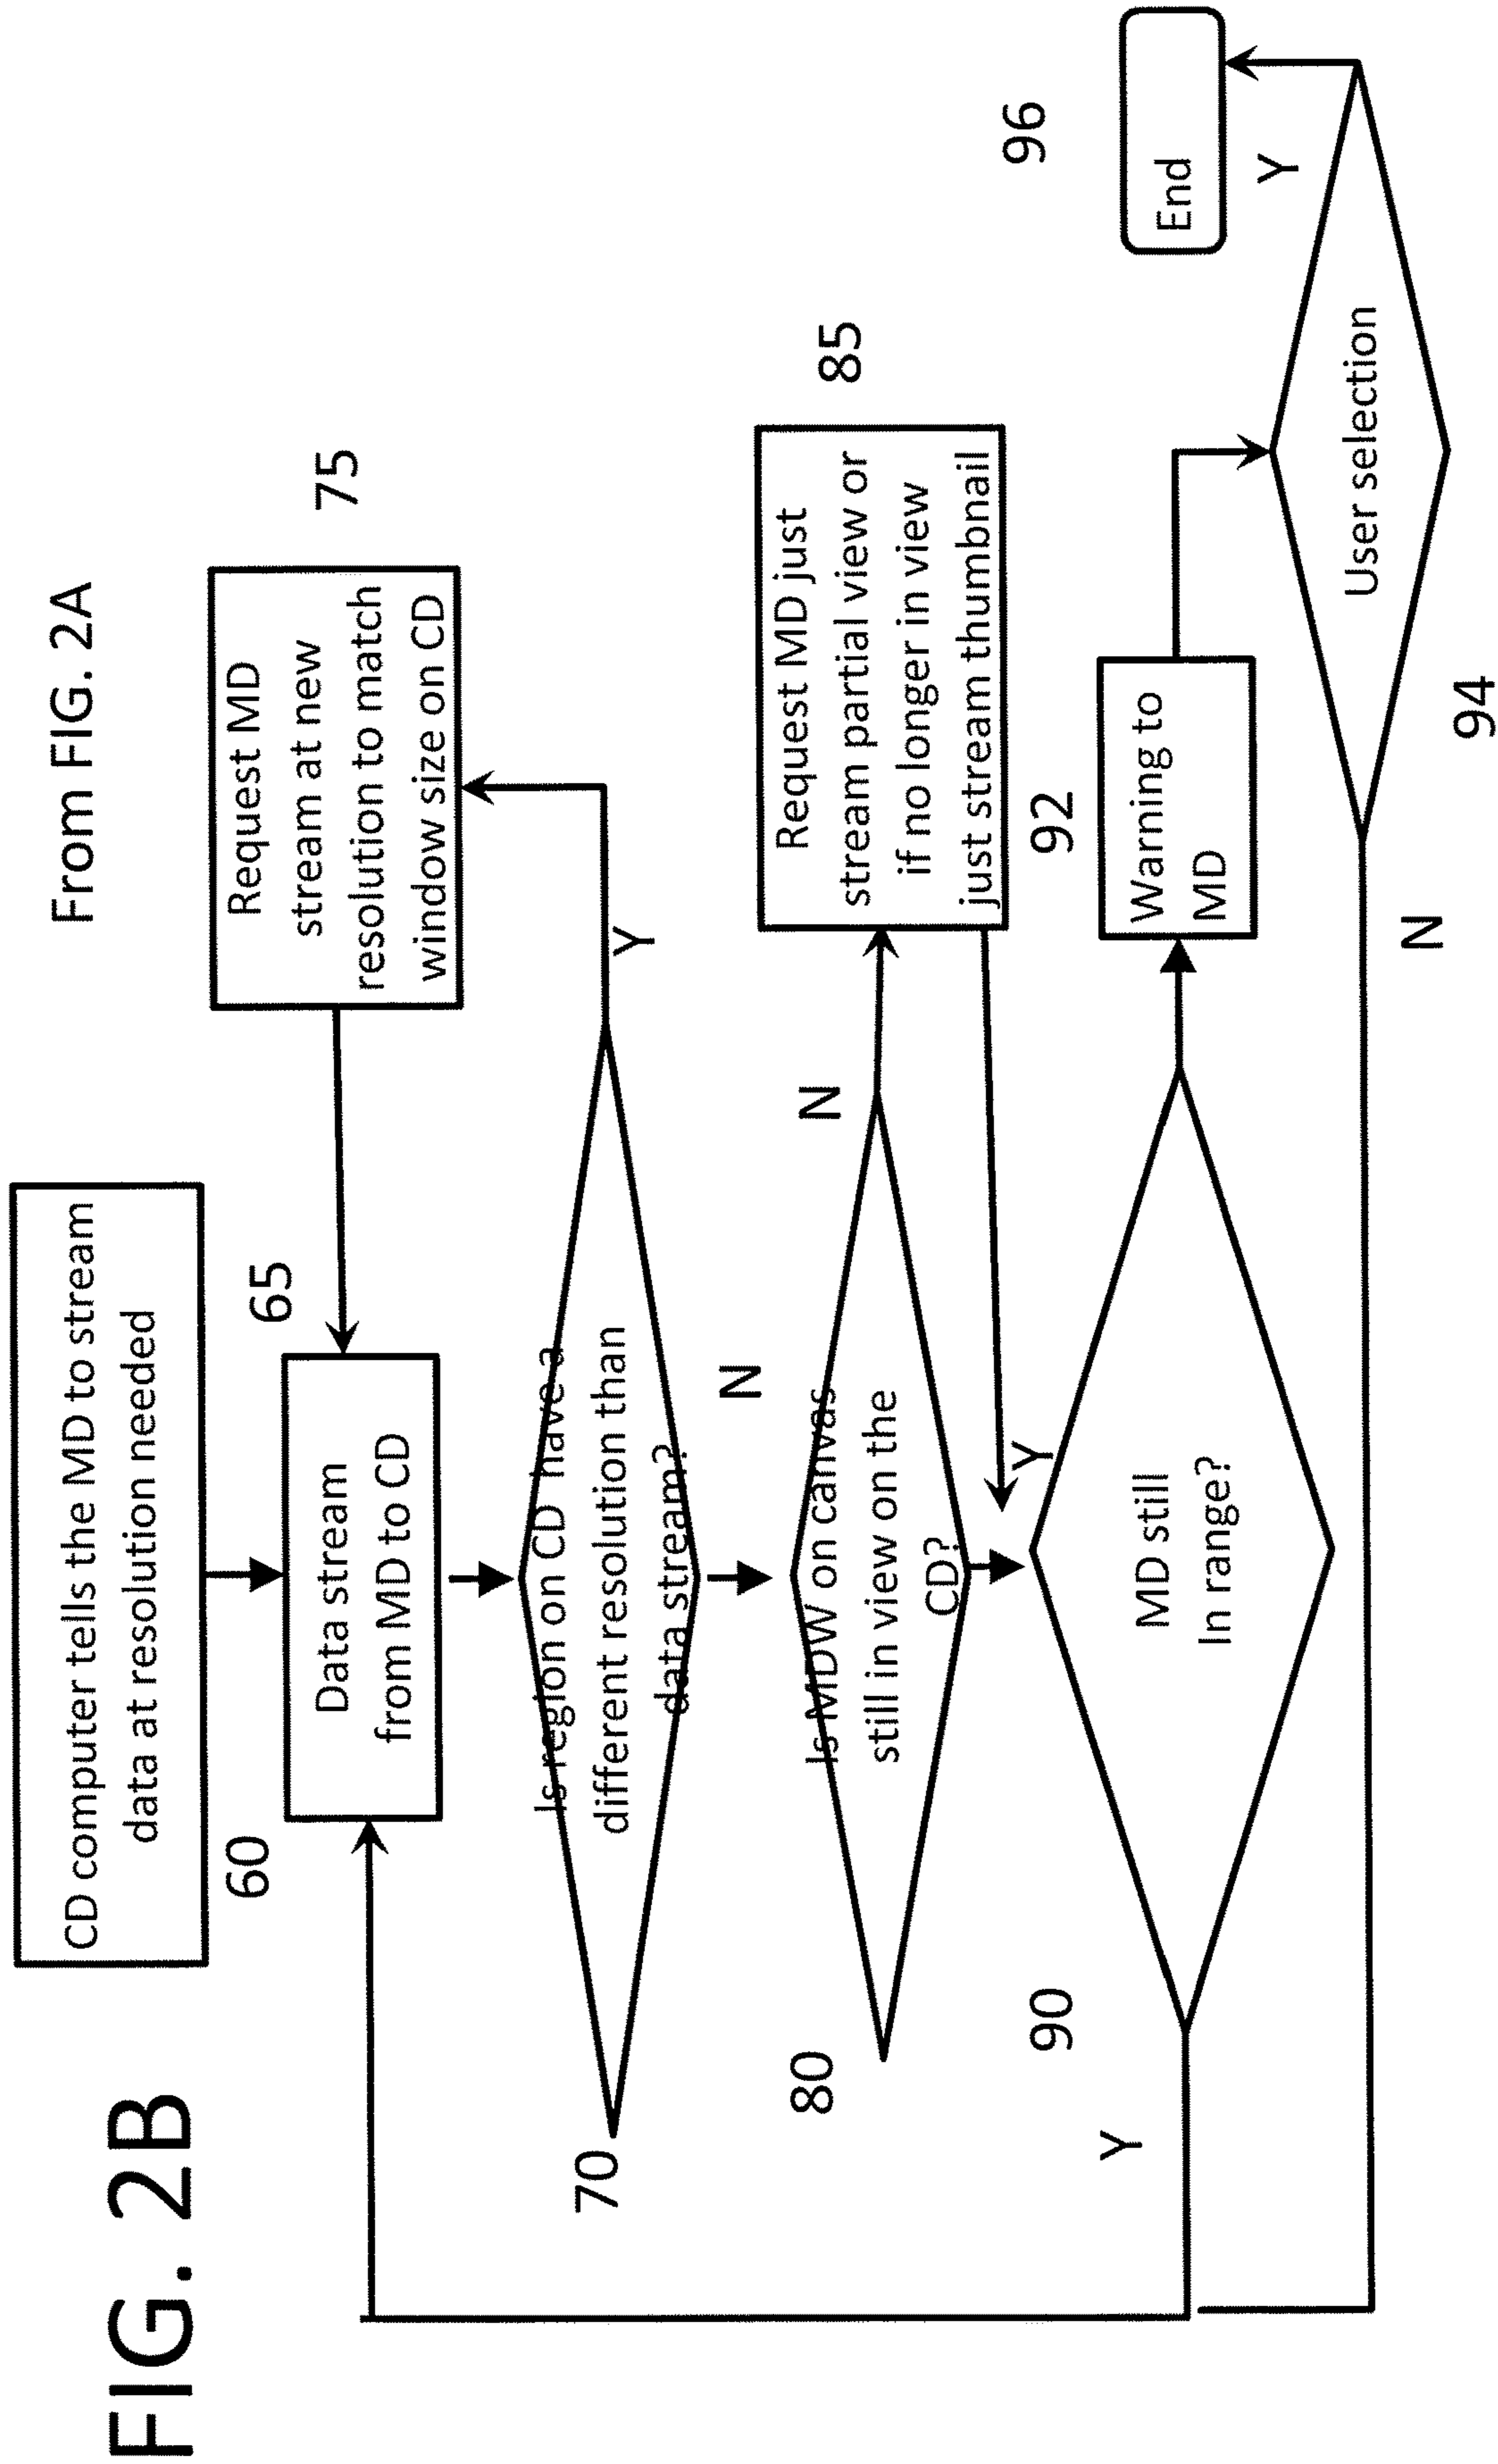 FIG. 2B
From FIG. 2A
CD computer tells the MD to stream
data at resolution needed
60
65
Data stream
from MD to CD
Request MD
stream at new
resolution to match
window size on CD
75
70
Is region on CD have a
different resolution than
data stream?
Y
N
80
Is MDW on canvas
still in view on the
CD?
N
Y
Request MD just
stream partial view or
if no longer in view
just stream thumbnail
85
90
MD still
In range?
Y
92
Warning to
MD
User selection
94
N
Y
End
96